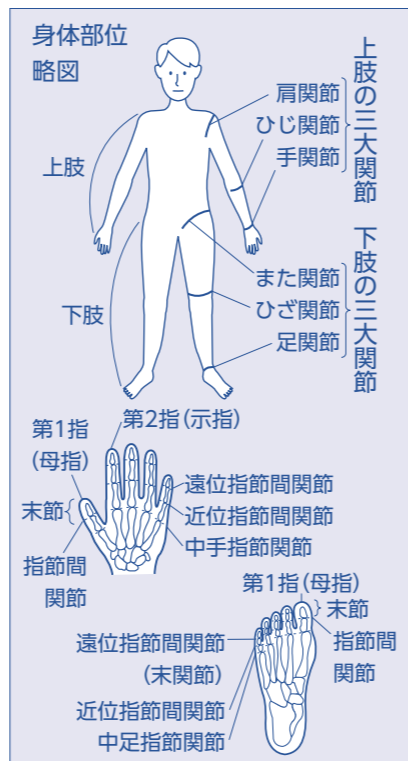 身体部位
略図
上肢の三大関節
肩関節
ひじ関節
手関節
上肢
下肢の三大関節
また関節
ひざ関節
足関節
下肢
第2指(示指)
第1指
(母指)
末節
指節間
関節
遠位指節間関節
近位指節間関節
中手指節関節
第1指(母指)
末節
指節間
関節
遠位指節間関節
(末関節)
近位指節間関節
中足指節関節